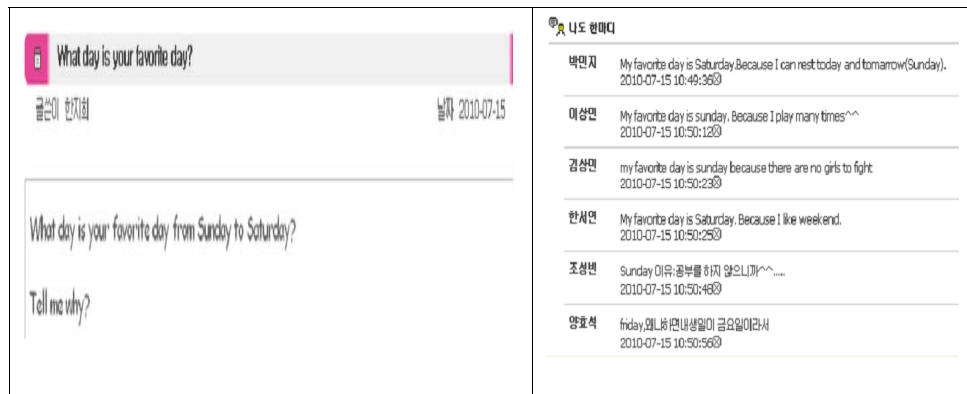 What day is your favorite day?
글쓴이 한지희
날짜 2010-07-15
What day is your favorite day from Sunday to Saturday?
Tell me why?
나도 한마디
박민지 My favorite day is Saturday.Because I can rest today and tomarrow(Sunday).
2010-07-15 10:49:36
이상민 My favorite day is sunday. Because I play many times^^
2010-07-15 10:50:12
김상민 my favorite day is sunday because there are no girls to fight
2010-07-15 10:50:23
한서연 My favorite day is Saturday. Because I like weekend.
2010-07-15 10:50:25
조성빈 Sunday 이유:공부를 하지 않으니까^^.....
2010-07-15 10:50:48
양효석 friday,왜냐하면내생일이 금요일이라서
2010-07-15 10:50:56